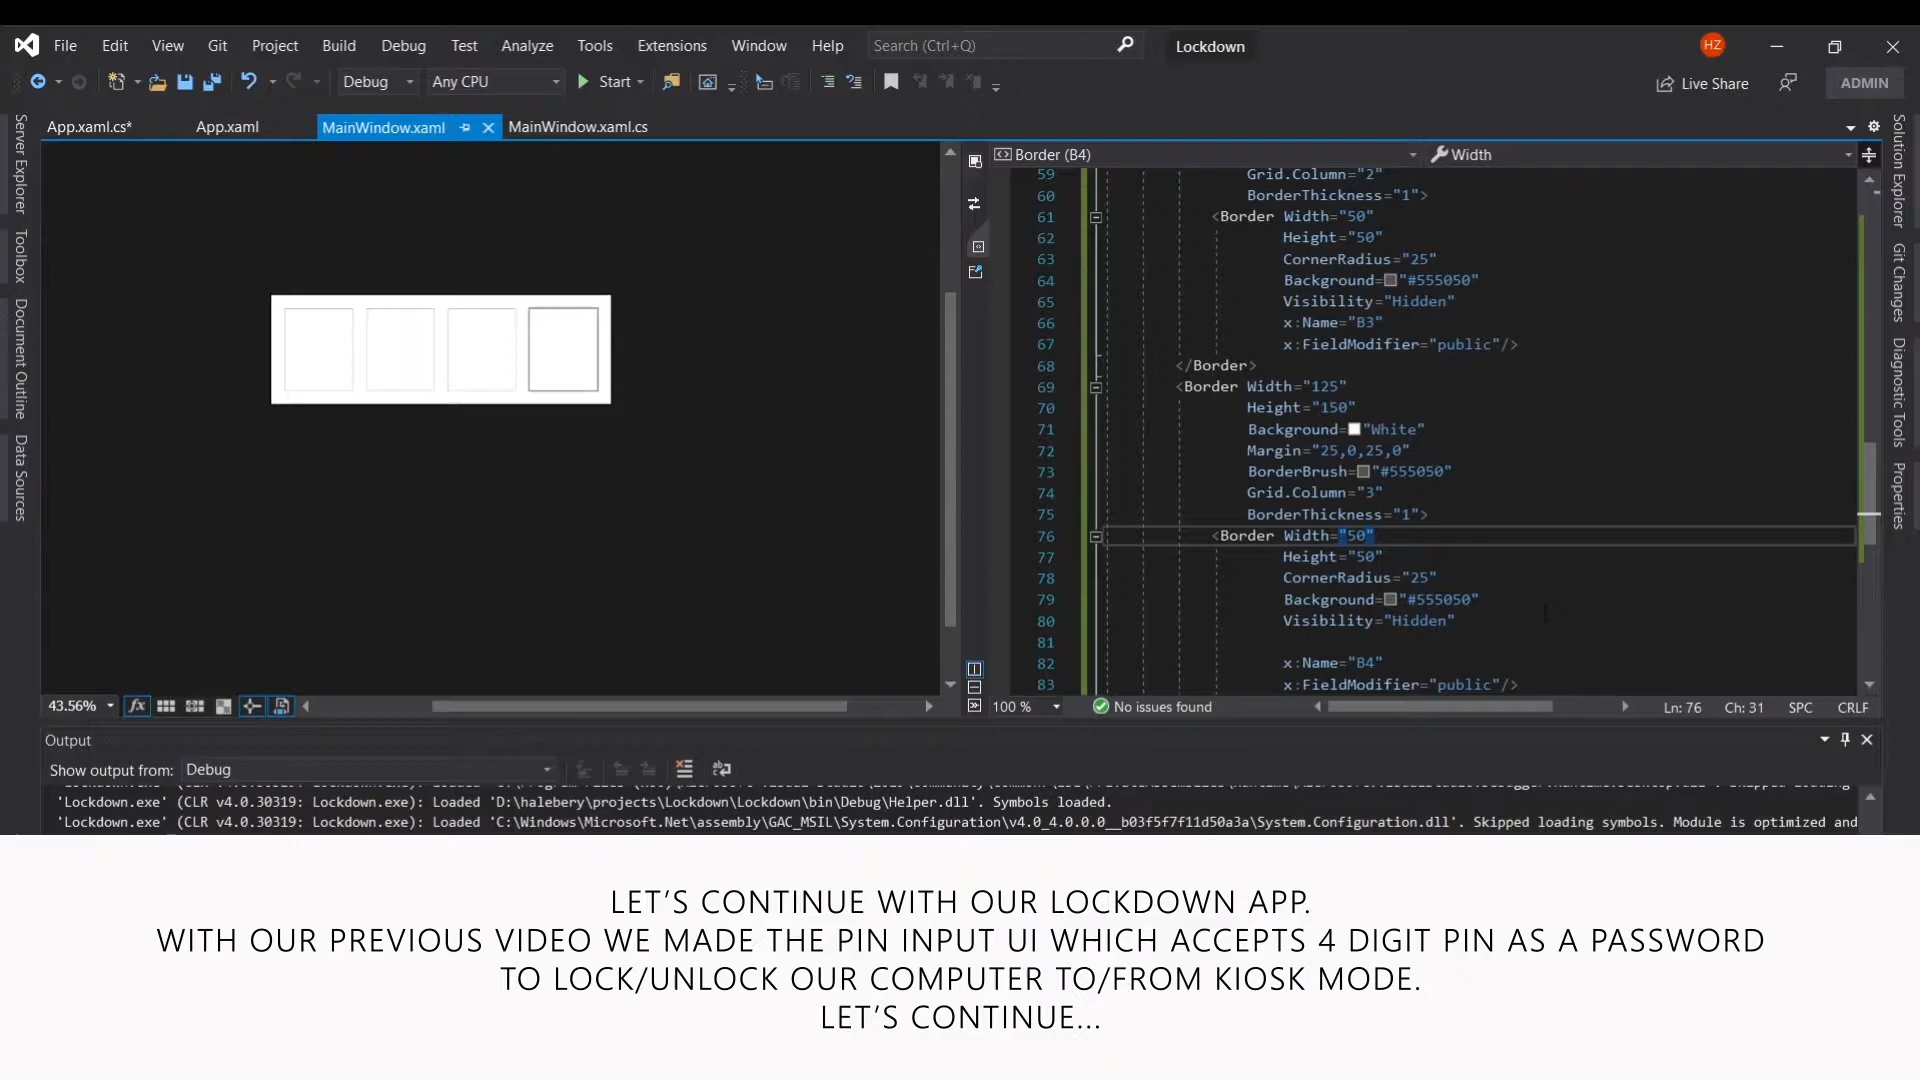 File Edit View Git Project Build Debug Test Analyze Tools Extensions Window Help Search (Ctrl+Q) Lockdown HZ
Debug Any CPU Start Live Share ADMIN
App.xaml.cs* App.xaml MainWindow.xaml MainWindow.xaml.cs
Server Explorer
Toolbox
Document Outline
Data Sources
Border (B4) Width
59 Grid.Column="2"
60 BorderThickness="1">
61 <Border Width="50"
62 Height="50"
63 CornerRadius="25"
64 Background="#555050"
65 Visibility="Hidden"
66 x:Name="B3"
67 x:FieldModifier="public"/>
68 </Border>
69 <Border Width="125"
70 Height="150"
71 Background="White"
72 Margin="25,0,25,0"
73 BorderBrush="#555050"
74 Grid.Column="3"
75 BorderThickness="1">
76 <Border Width="50"
77 Height="50"
78 CornerRadius="25"
79 Background="#555050"
80 Visibility="Hidden"
81
82 x:Name="B4"
83 x:FieldModifier="public"/>
Solution Explorer
Git Changes
Diagnostic Tools
Properties
43.56% fx 100 % No issues found Ln: 76 Ch: 31 SPC CRLF
Output
Show output from: Debug
'Lockdown.exe' (CLR v4.0.30319: Lockdown.exe): Loaded 'D:\halebery\projects\Lockdown\Lockdown\bin\Debug\Helper.dll'. Symbols loaded.
'Lockdown.exe' (CLR v4.0.30319: Lockdown.exe): Loaded 'C:\Windows\Microsoft.Net\assembly\GAC_MSIL\System.Configuration\v4.0_4.0.0.0__b03f5f7f11d50a3a\System.Configuration.dll'. Skipped loading symbols. Module is optimized and
LET'S CONTINUE WITH OUR LOCKDOWN APP.
WITH OUR PREVIOUS VIDEO WE MADE THE PIN INPUT UI WHICH ACCEPTS 4 DIGIT PIN AS A PASSWORD
TO LOCK/UNLOCK OUR COMPUTER TO/FROM KIOSK MODE.
LET'S CONTINUE...